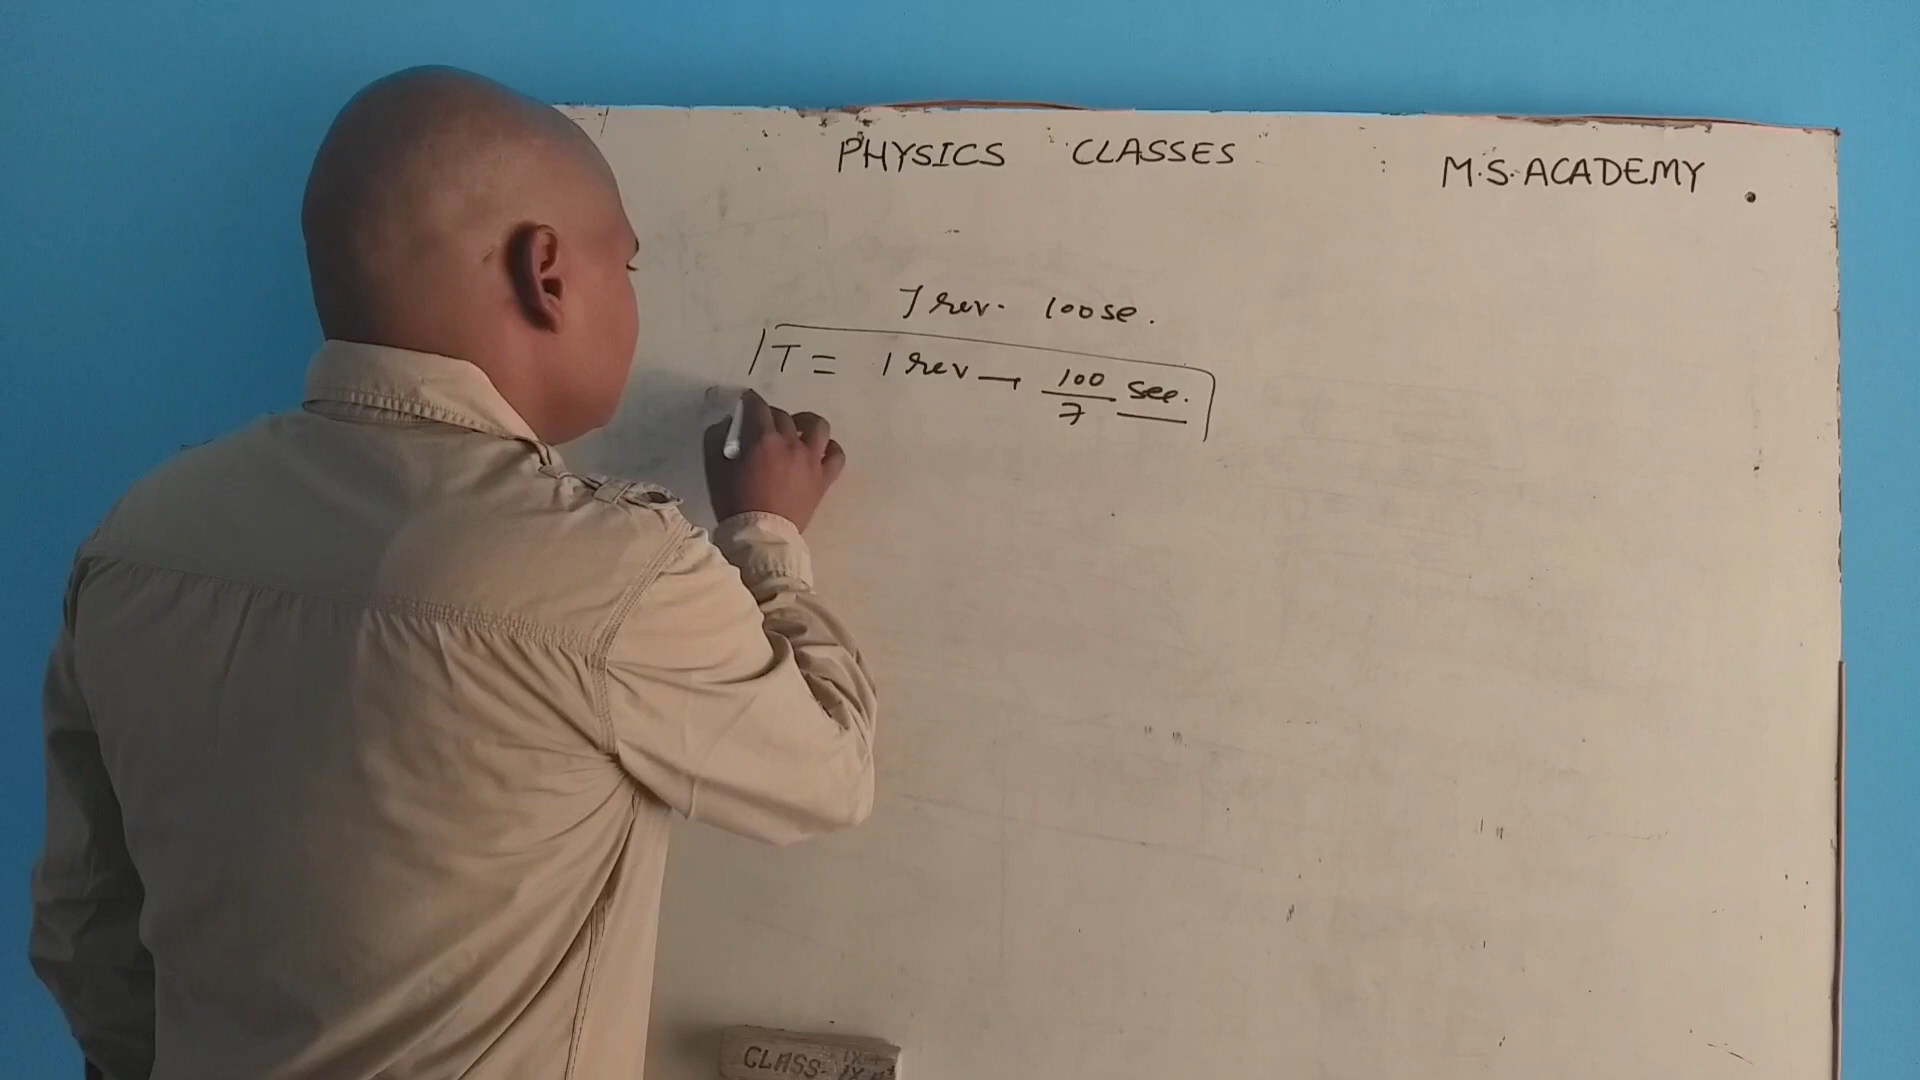 PHYSICS CLASSES M.S. ACADEMY
7 rev. 100 se.
T = 1 rev → 100/7 sec.
CLASS-